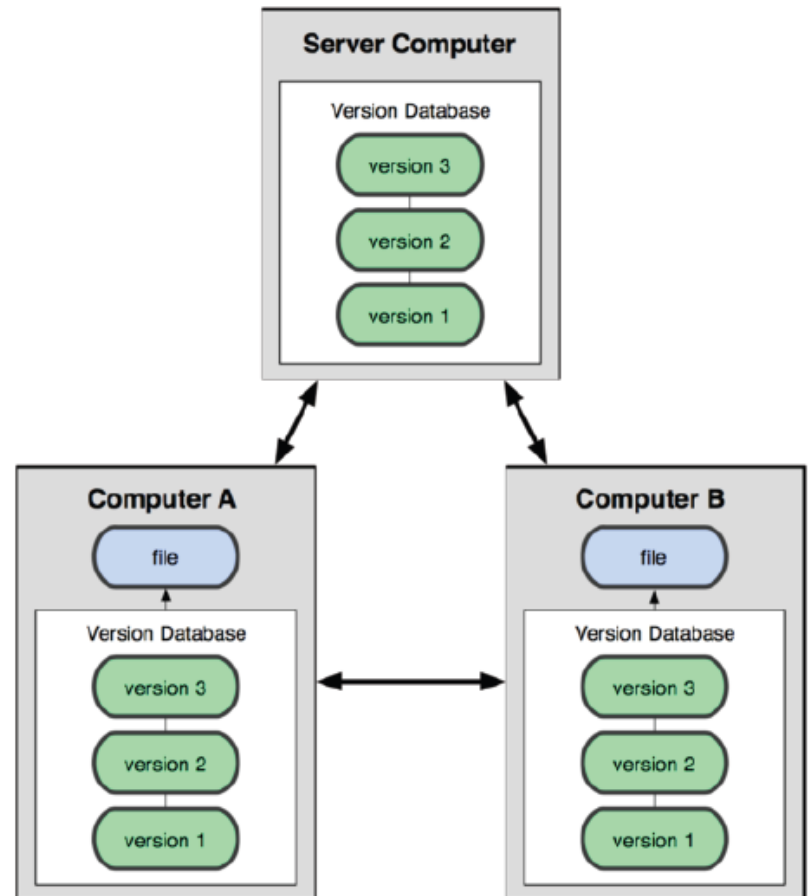 Server Computer
Version Database
version 3
version 2
version 1
Computer A
file
Version Database
version 3
version 2
version 1
Computer B
file
Version Database
version 3
version 2
version 1